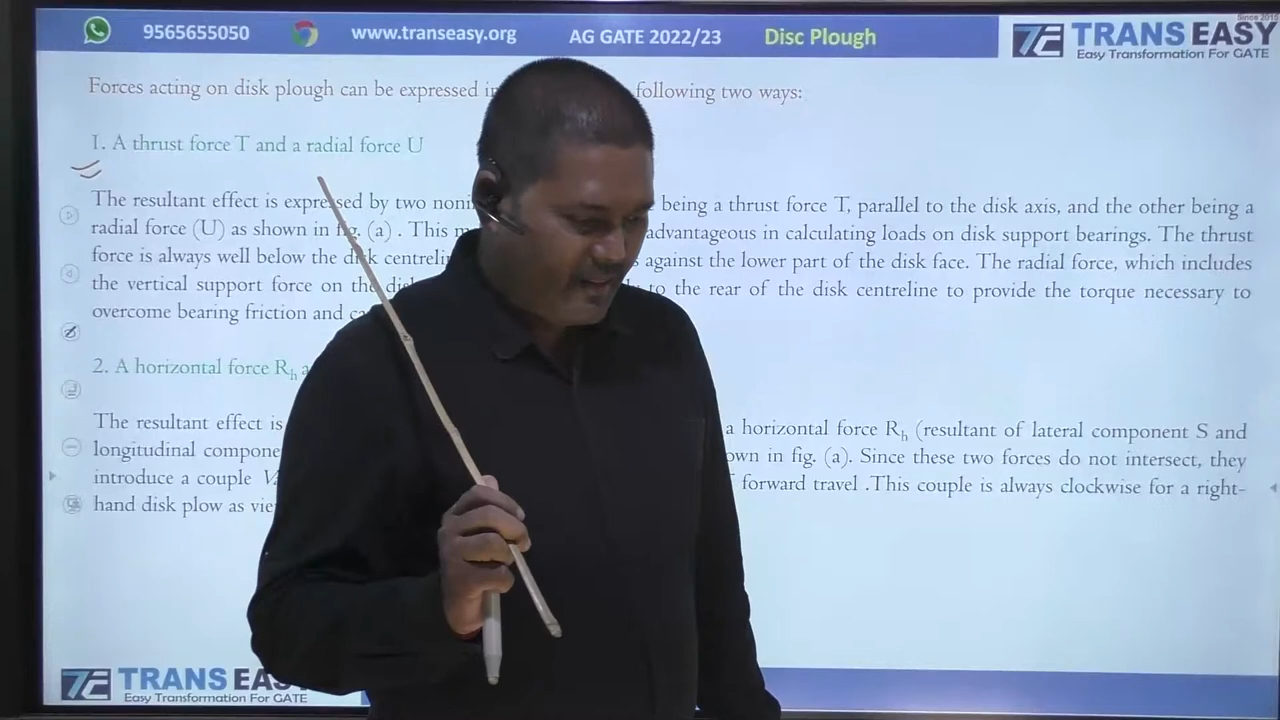 9565655050 www.transeasy.org AG GATE 2022/23 Disc Plough
Since 2015
TRANS EASY
Easy Transformation For GATE
Forces acting on disk plough can be expressed in following two ways:
1. A thrust force T and a radial force U
The resultant effect is expressed by two being a thrust force T, parallel to the disk axis, and the other being a
radial force (U) as shown in fig. (a) . This advantageous in calculating loads on disk support bearings. The thrust
force is always well below the disk against the lower part of the disk face. The radial force, which includes
the vertical support force on the to the rear of the disk centreline to provide the torque necessary to
overcome bearing friction and
2. A horizontal force Rh
The resultant effect is a horizontal force Rh (resultant of lateral component S and
longitudinal in fig. (a). Since these two forces do not intersect, they
introduce a couple forward travel .This couple is always clockwise for a right-
hand disk plow as
TRANS
Easy Transformation For GATE